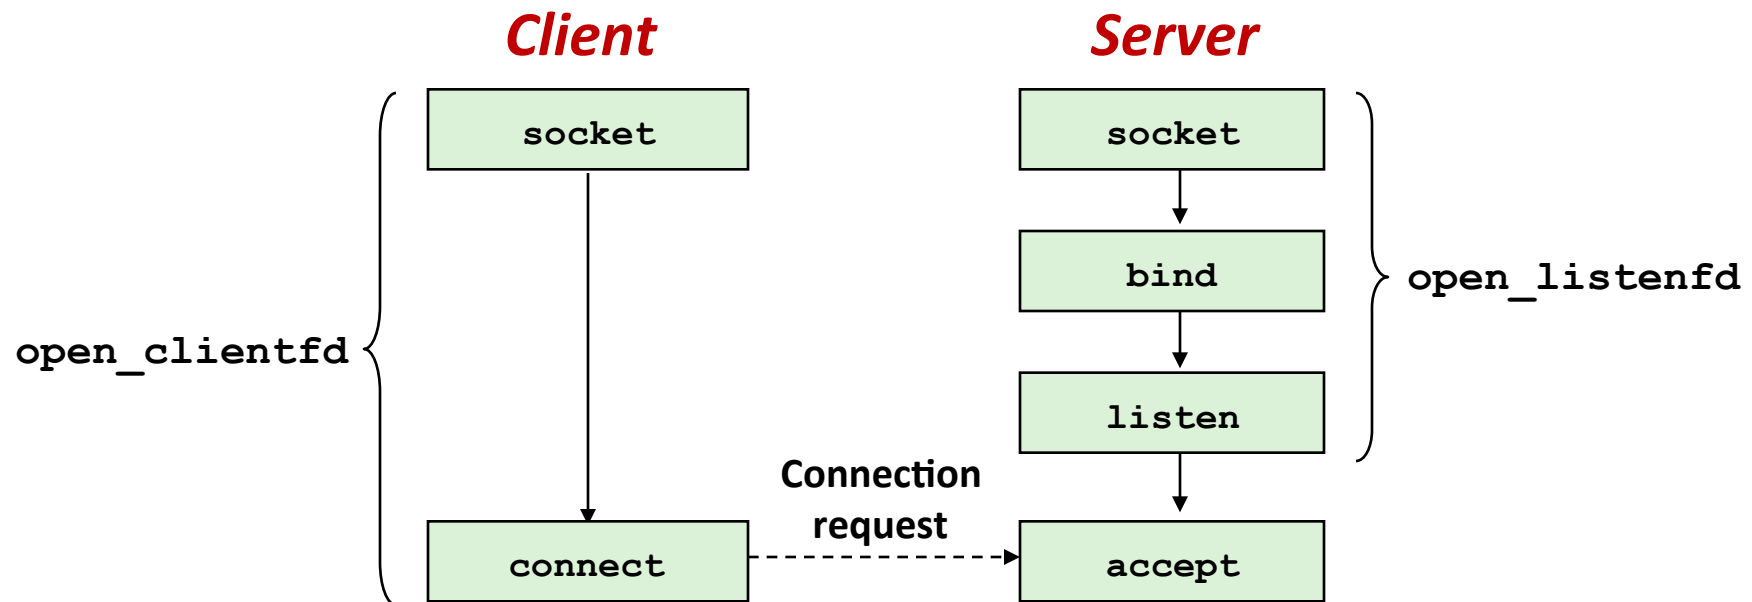 Client
Server
socket
socket
bind
open_listenfd
open_clientfd
listen
Connection
request
connect
accept